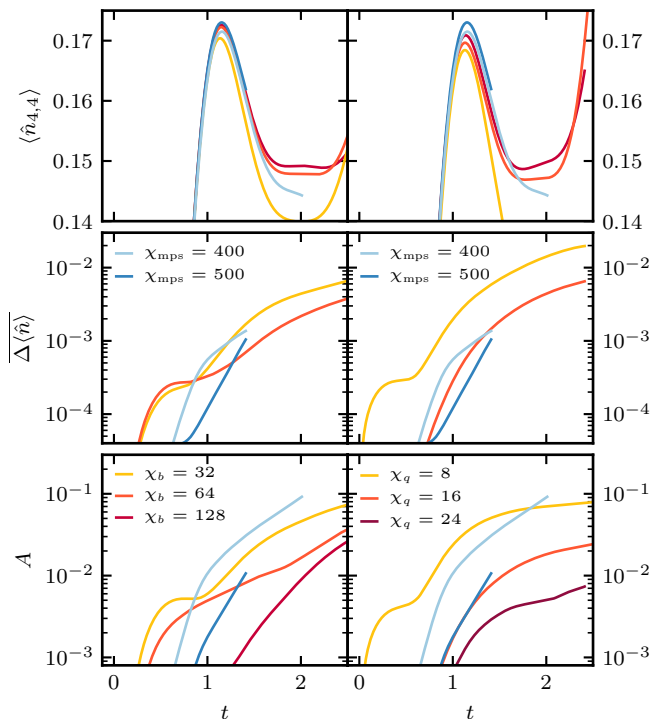 0.17
0.16
0.15
0.14
⟨n̂₄,₄⟩
0.17
0.16
0.15
0.14
χmps = 400
χmps = 500
10⁻²
10⁻³
10⁻⁴
Δ⟨n̂⟩
χmps = 400
χmps = 500
10⁻²
10⁻³
10⁻⁴
χb = 32
χb = 64
χb = 128
10⁻¹
10⁻²
10⁻³
A
χq = 8
χq = 16
χq = 24
10⁻¹
10⁻²
10⁻³
0 1 2
0 1 2
t
t